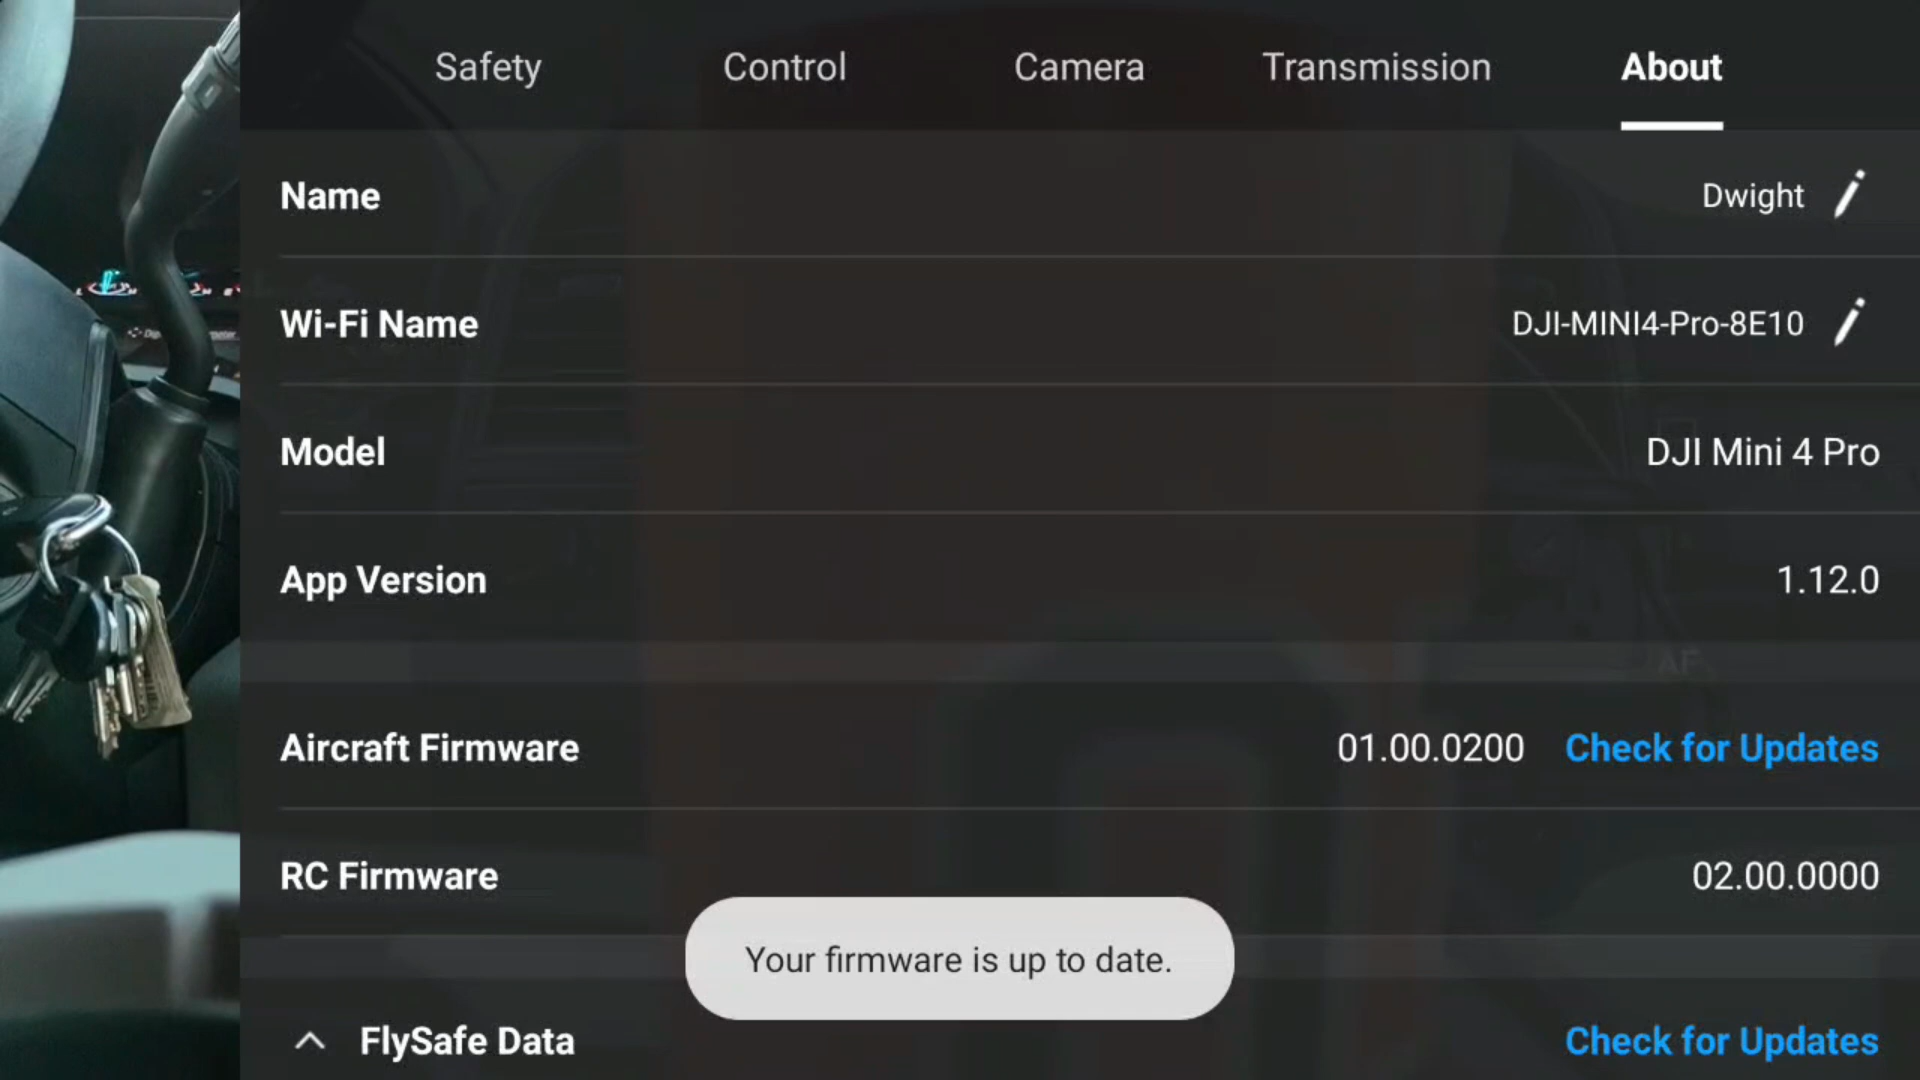 Safety Control Camera Transmission About
Name Dwight
Wi-Fi Name DJI-MINI4-Pro-8E10
Model DJI Mini 4 Pro
App Version 1.12.0
AF
Aircraft Firmware 01.00.0200 Check for Updates
RC Firmware 02.00.0000
Your firmware is up to date.
FlySafe Data Check for Updates